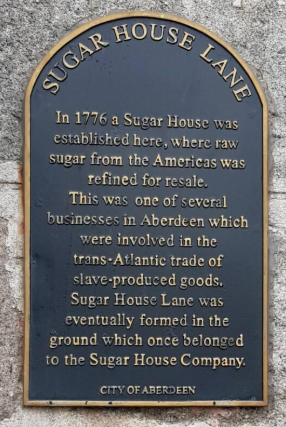 SUGAR HOUSE LANE
In 1776 a Sugar House was
established here, where raw
sugar from the Americas was
refined for resale.
This was one of several
businesses in Aberdeen which
were involved in the
trans-Atlantic trade of
slave-produced goods.
Sugar House Lane was
eventually formed in the
ground which once belonged
to the Sugar House Company.
CITY OF ABERDEEN